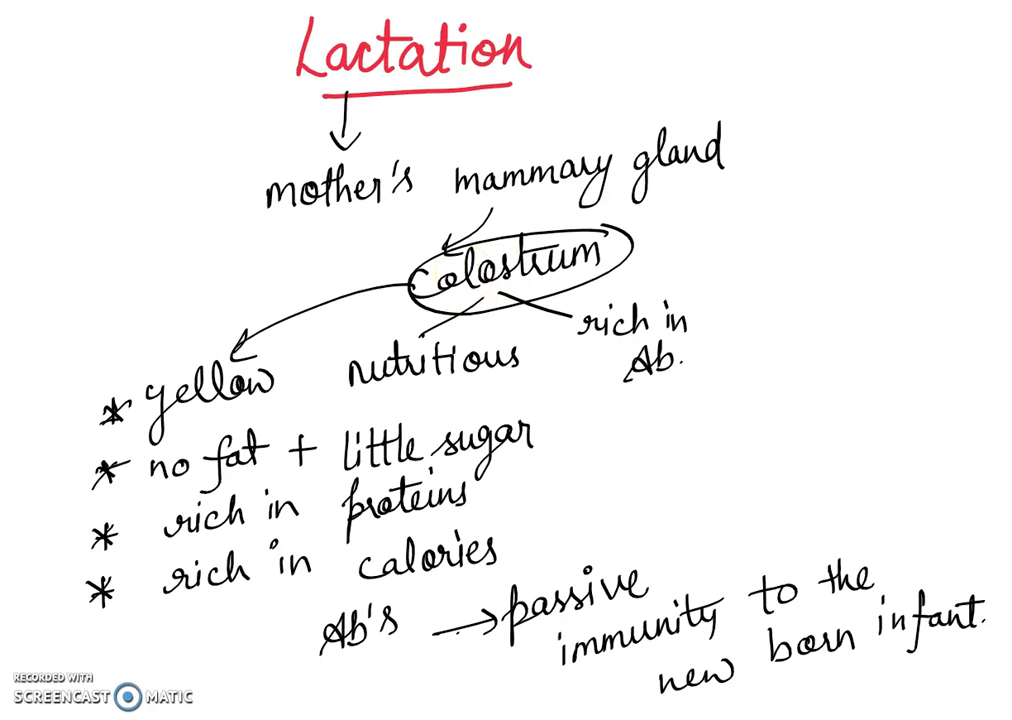 Lactation
mother's mammary gland
Colostrum
rich in
Ab.
* yellow nutritious
* no fat + little sugar
* rich in proteins
* rich in calories
Ab's → passive
immunity to the
new born infant.
RECORDED WITH
SCREENCAST MATIC